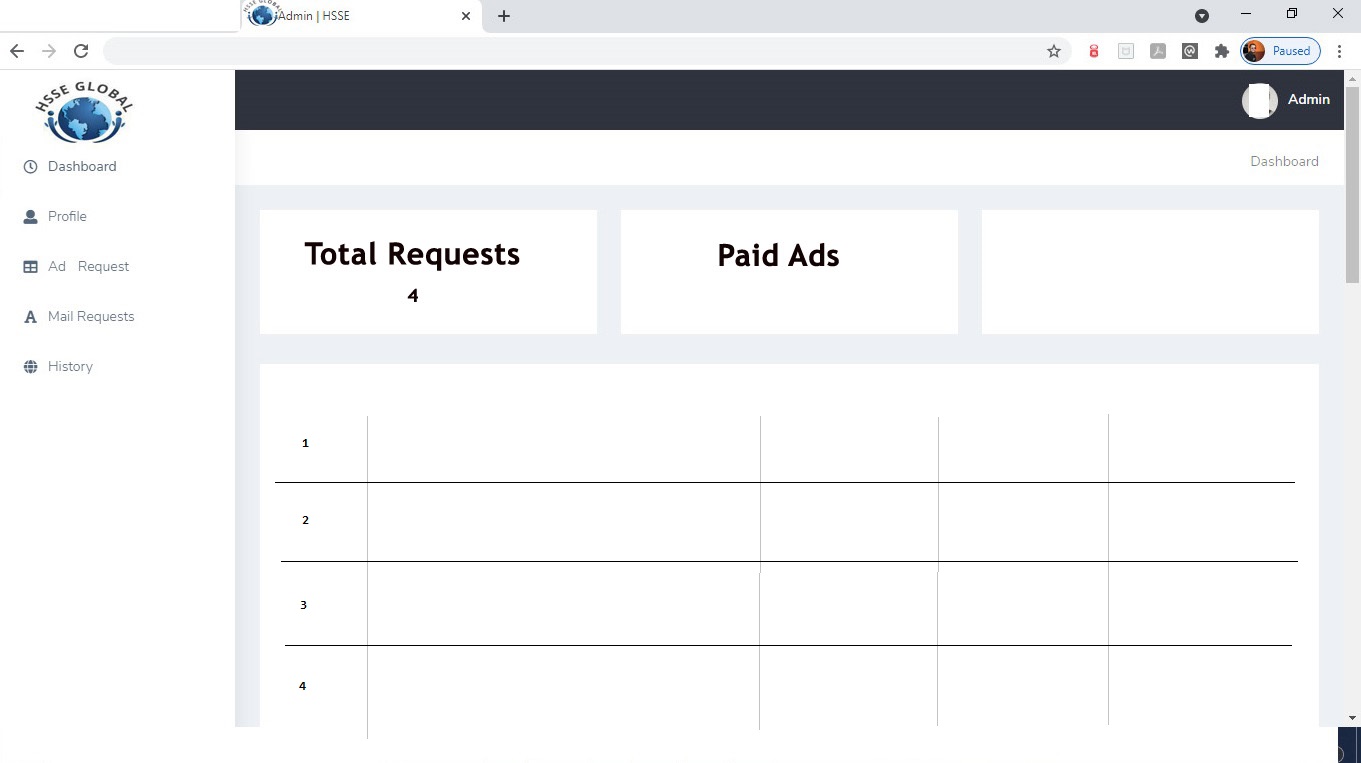 Admin | HSSE
Paused
HSSE GLOBAL
Admin
Dashboard
Dashboard
Profile
Ad Request
Mail Requests
History
Total Requests
4
Paid Ads
1
2
3
4